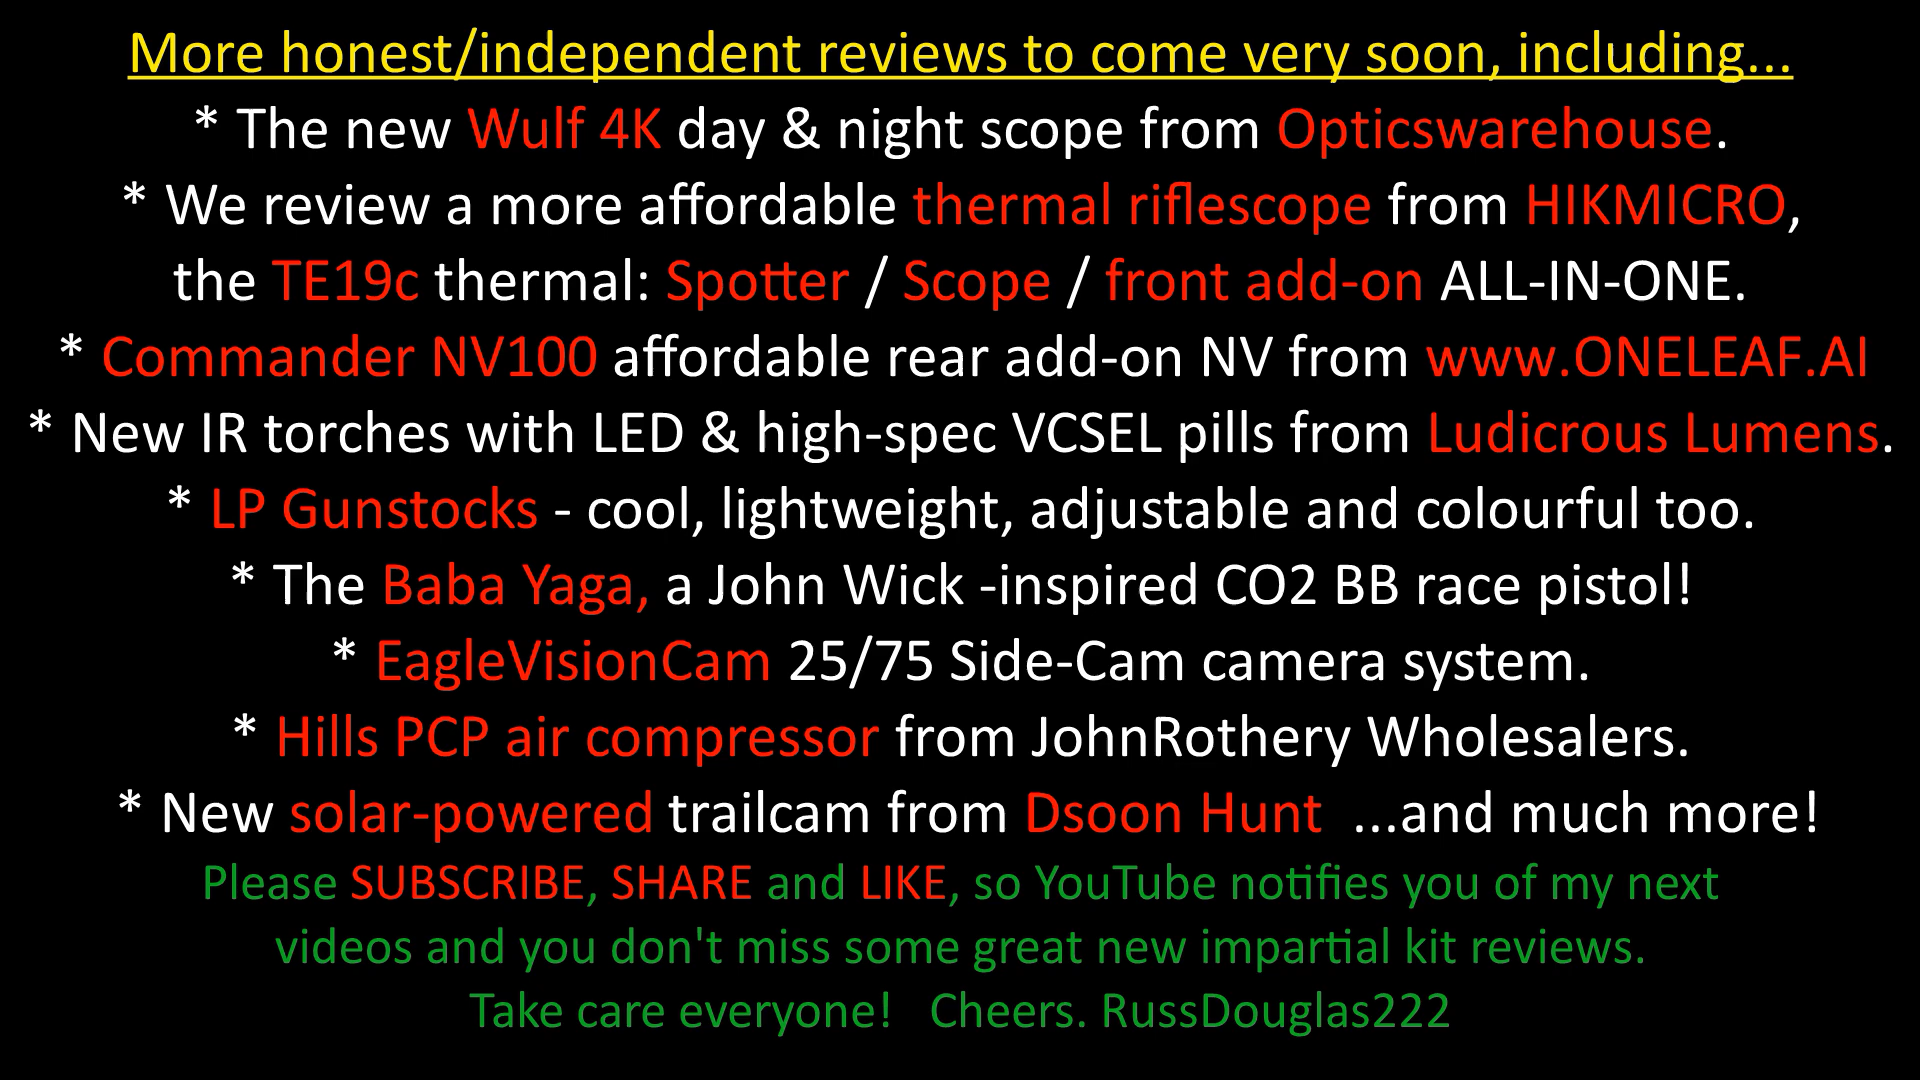 More honest/independent reviews to come very soon, including...
* The new Wulf 4K day & night scope from Opticswarehouse.
* We review a more affordable thermal riflescope from HIKMICRO,
the TE19c thermal: Spotter / Scope / front add-on ALL-IN-ONE.
* Commander NV100 affordable rear add-on NV from www.ONELEAF.AI
* New IR torches with LED & high-spec VCSEL pills from Ludicrous Lumens.
* LP Gunstocks - cool, lightweight, adjustable and colourful too.
* The Baba Yaga, a John Wick -inspired CO2 BB race pistol!
* EagleVisionCam 25/75 Side-Cam camera system.
* Hills PCP air compressor from JohnRothery Wholesalers.
* New solar-powered trailcam from Dsoon Hunt  ...and much more!
Please SUBSCRIBE, SHARE and LIKE, so YouTube notifies you of my next
videos and you don't miss some great new impartial kit reviews.
Take care everyone!   Cheers. RussDouglas222